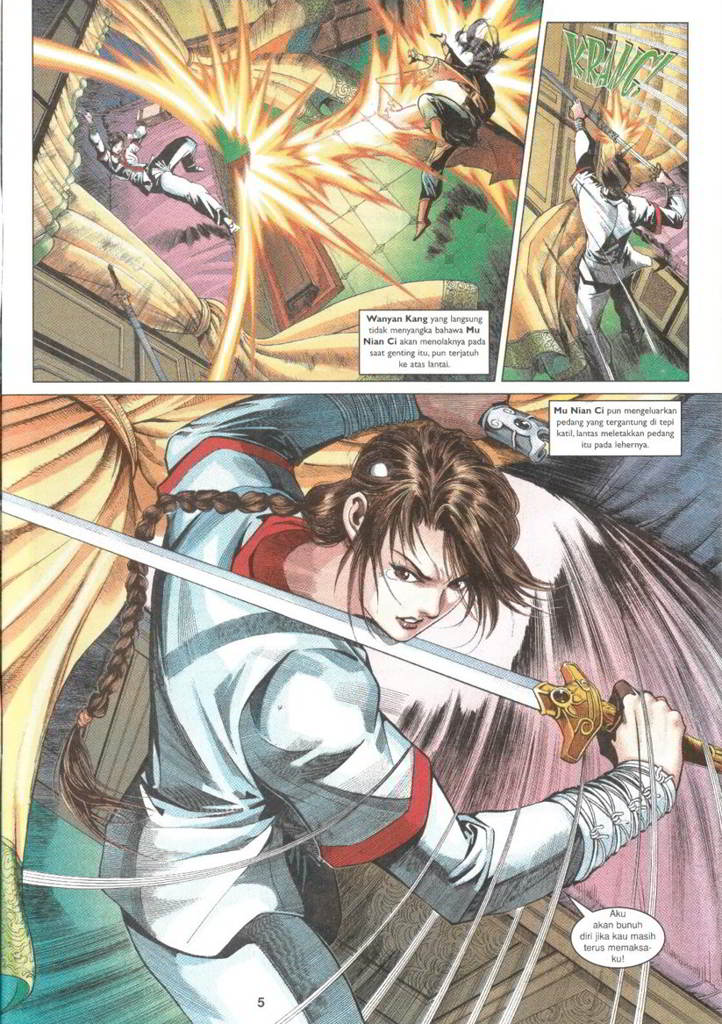 KRANG!
Wanyan Kang yang langsung
tidak menyangka bahawa Mu
Nian Ci akan menolaknya pada
saat genting itu, pun terjatuh
ke atas lantai.
Mu Nian Ci pun mengeluarkan
pedang yang tergantung di tepi
katil, lantas meletakkan pedang
itu pada lehernya.
Aku
akan bunuh
diri jika kau masih
terus memaksa-
ku!
5